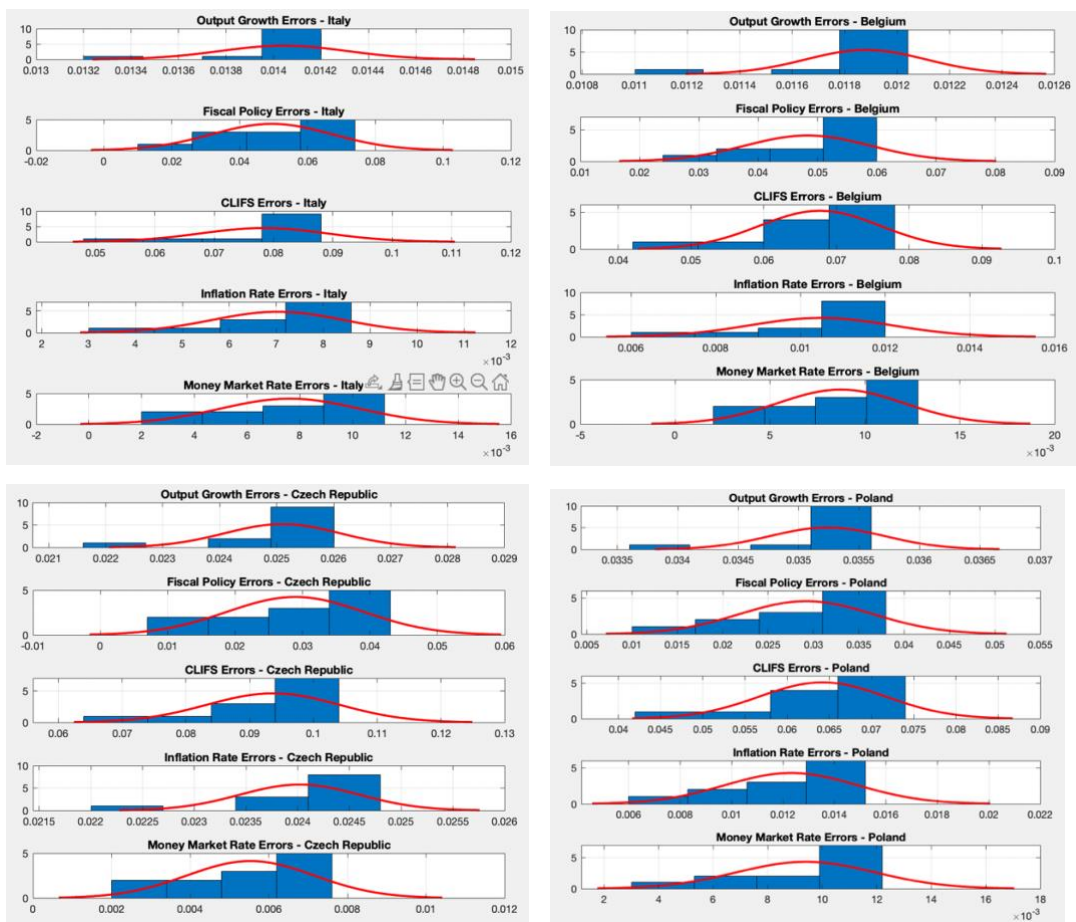 Output Growth Errors - Italy
10
5
0
0.013 0.0132 0.0134 0.0136 0.0138 0.014 0.0142 0.0144 0.0146 0.0148 0.015
Fiscal Policy Errors - Italy
5
0
-0.02 0 0.02 0.04 0.06 0.08 0.1 0.12
CLIFS Errors - Italy
10
5
0
0.05 0.06 0.07 0.08 0.09 0.1 0.11 0.12
Inflation Rate Errors - Italy
5
0
2 3 4 5 6 7 8 9 10 11 12
×10-3
Money Market Rate Errors - Italy
5
0
-2 0 2 4 6 8 10 12 14 16
×10-3
Output Growth Errors - Belgium
10
5
0
0.0108 0.011 0.0112 0.0114 0.0116 0.0118 0.012 0.0122 0.0124 0.0126
Fiscal Policy Errors - Belgium
5
0
0.01 0.02 0.03 0.04 0.05 0.06 0.07 0.08 0.09
CLIFS Errors - Belgium
5
0
0.04 0.05 0.06 0.07 0.08 0.09 0.1
Inflation Rate Errors - Belgium
10
5
0
0.006 0.008 0.01 0.012 0.014 0.016
Money Market Rate Errors - Belgium
5
0
-5 0 5 10 15 20
×10-3
Output Growth Errors - Czech Republic
10
5
0
0.021 0.022 0.023 0.024 0.025 0.026 0.027 0.028 0.029
Fiscal Policy Errors - Czech Republic
5
0
-0.01 0 0.01 0.02 0.03 0.04 0.05 0.06
CLIFS Errors - Czech Republic
5
0
0.06 0.07 0.08 0.09 0.1 0.11 0.12 0.13
Inflation Rate Errors - Czech Republic
10
5
0
0.0215 0.022 0.0225 0.023 0.0235 0.024 0.0245 0.025 0.0255 0.026
Money Market Rate Errors - Czech Republic
5
0
0 0.002 0.004 0.006 0.008 0.01 0.012
Output Growth Errors - Poland
10
5
0
0.0335 0.034 0.0345 0.035 0.0355 0.036 0.0365 0.037
Fiscal Policy Errors - Poland
5
0
0.005 0.01 0.015 0.02 0.025 0.03 0.035 0.04 0.045 0.05 0.055
CLIFS Errors - Poland
5
0
0.04 0.045 0.05 0.055 0.06 0.065 0.07 0.075 0.08 0.085 0.09
Inflation Rate Errors - Poland
5
0
0.006 0.008 0.01 0.012 0.014 0.016 0.018 0.02 0.022
Money Market Rate Errors - Poland
5
0
2 4 6 8 10 12 14 16 18
×10-3